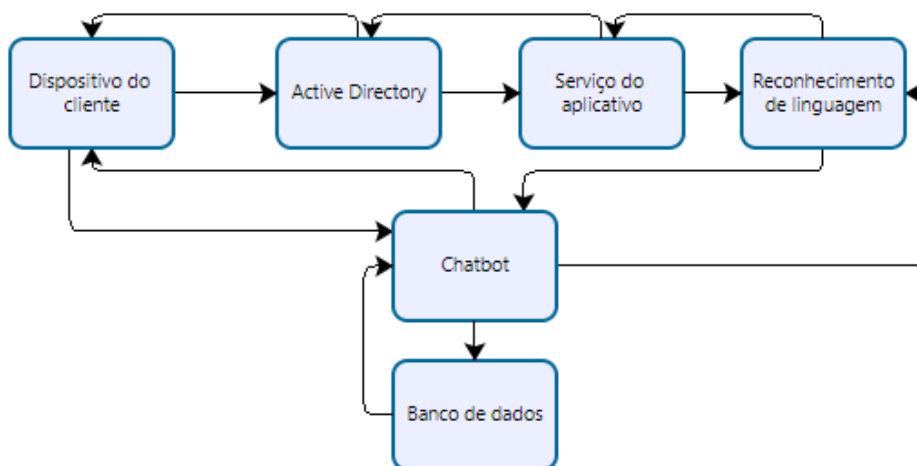 Dispositivo do
cliente
Active Directory
Serviço do
aplicativo
Reconhecimento
de linguagem
Chatbot
Banco de dados